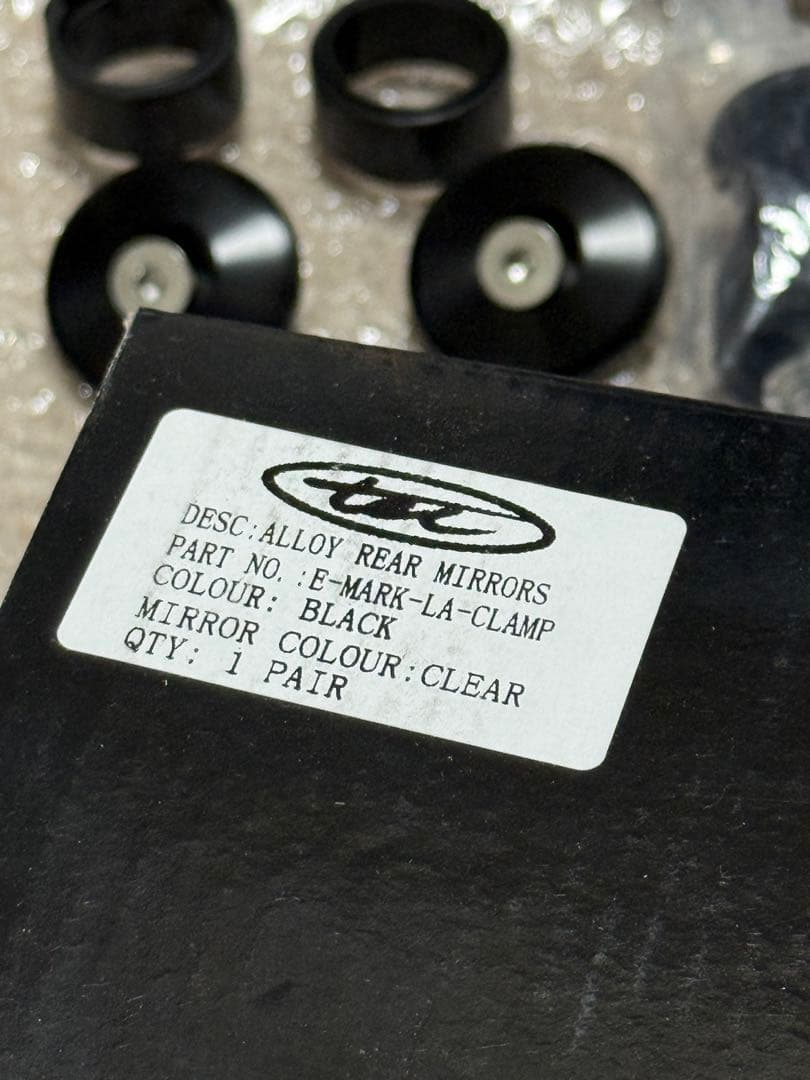 DESC:ALLOY REAR MIRRORS
PART NO.:E-MARK-LA-CLAMP
COLOUR: BLACK
MIRROR COLOUR:CLEAR
QTY: 1 PAIR